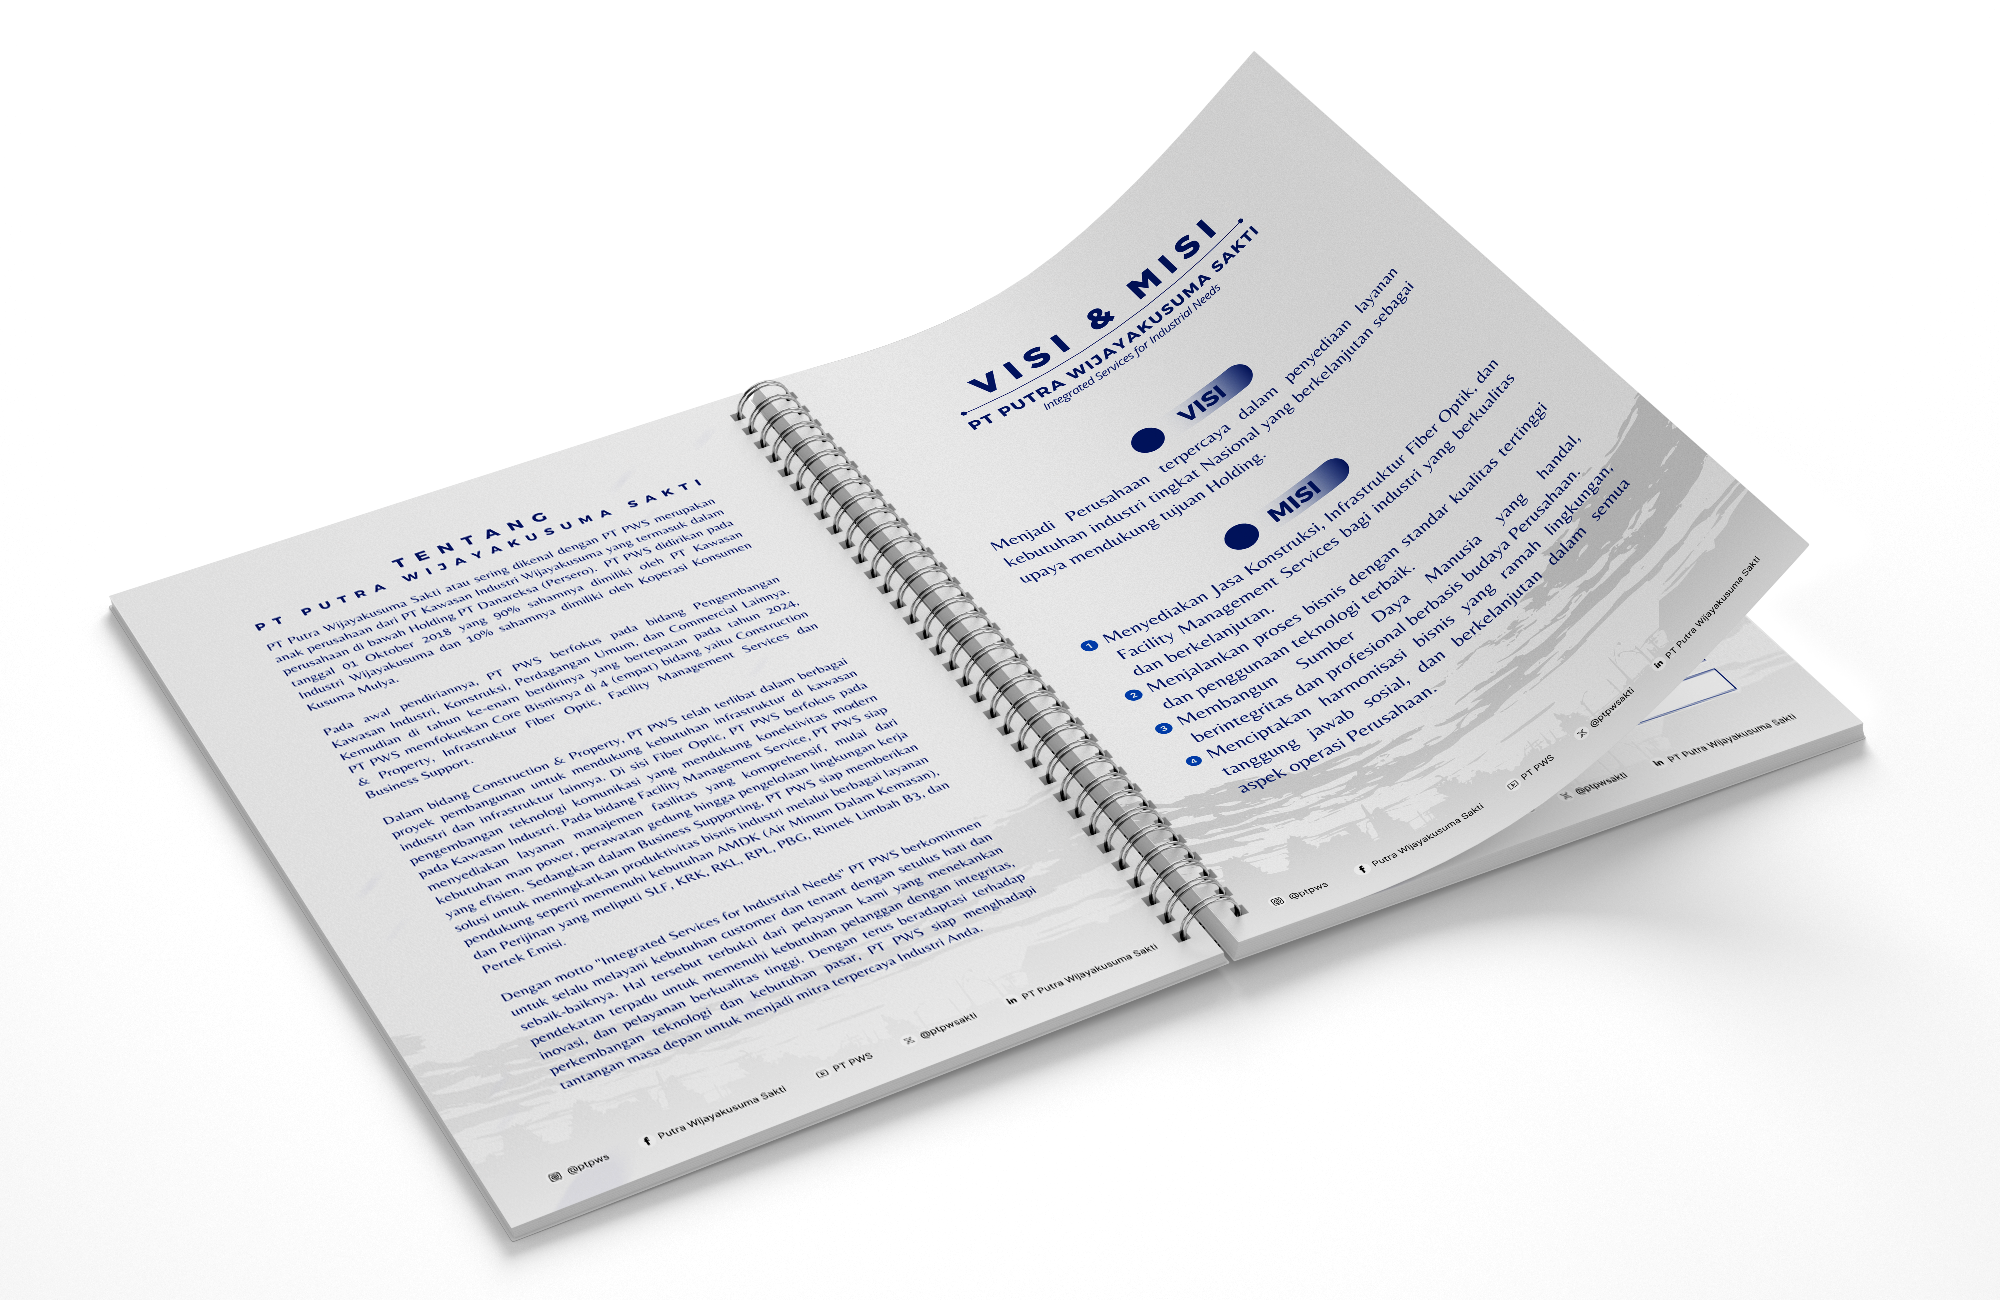 TENTANG
PT PUTRA WIJAYAKUSUMA SAKTI
PT Putra Wijayakusuma Sakti atau sering dikenal dengan PT PWS merupakan
anak perusahaan dari PT Kawasan Industri Wijayakusuma yang termasuk dalam
perusahaan di bawah Holding PT Danareksa (Persero). PT PWS didirikan pada
tanggal 01 Oktober 2018 yang 90% sahamnya dimiliki oleh PT Kawasan
Industri Wijayakusuma dan 10% sahamnya dimiliki oleh Koperasi Konsumen
Kusuma Mulya.
Pada awal pendiriannya, PT PWS berfokus pada bidang Pengembangan
Kawasan Industri, Konstruksi, Perdagangan Umum, dan Commercial Lainnya.
Kemudian di tahun ke-enam berdirinya yang bertepatan pada tahun 2024,
PT PWS memfokuskan Core Bisnisnya di 4 (empat) bidang yaitu Construction
& Property, Infrastruktur Fiber Optic, Facility Management Services dan
Business Support.
Dalam bidang Construction & Property, PT PWS telah terlibat dalam berbagai
proyek pembangunan untuk mendukung kebutuhan infrastruktur di kawasan
industri dan infrastruktur lainnya. Di sisi Fiber Optic, PT PWS berfokus pada
pengembangan teknologi komunikasi yang mendukung konektivitas modern
pada Kawasan Industri. Pada bidang Facility Management Service, PT PWS siap
menyediakan layanan manajemen fasilitas yang komprehensif, mulai dari
kebutuhan man power, perawatan gedung hingga pengelolaan lingkungan kerja
yang efisien. Sedangkan dalam Business Supporting, PT PWS siap memberikan
solusi untuk meningkatkan produktivitas bisnis industri melalui berbagai layanan
pendukung seperti memenuhi kebutuhan AMDK (Air Minum Dalam Kemasan),
dan Perijinan yang meliputi SLF, KRK, RKL, RPL, PBG, Rintek Limbah B3, dan
Pertek Emisi.
Dengan motto "Integrated Services for Industrial Needs" PT PWS berkomitmen
untuk selalu melayani kebutuhan customer dan tenant dengan setulus hati dan
sebaik-baiknya. Hal tersebut terbukti dari pelayanan kami yang menekankan
pendekatan terpadu untuk memenuhi kebutuhan pelanggan dengan integritas,
inovasi, dan pelayanan berkualitas tinggi. Dengan terus beradaptasi terhadap
perkembangan teknologi dan kebutuhan pasar, PT PWS siap menghadapi
tantangan masa depan untuk menjadi mitra terpercaya Industri Anda.
@ptpws
Putra Wijayakusuma Sakti
PT PWS
@ptpwsakti
PT Putra Wijayakusuma Sakti
VISI & MISI
PT PUTRA WIJAYAKUSUMA SAKTI
Integrated Services for Industrial Needs
VISI
Menjadi Perusahaan terpercaya dalam penyediaan layanan
kebutuhan industri tingkat Nasional yang berkelanjutan sebagai
upaya mendukung tujuan Holding.
MISI
1 Menyediakan Jasa Konstruksi, Infrastruktur Fiber Optik, dan
Facility Management Services bagi industri yang berkualitas
dan berkelanjutan.
2 Menjalankan proses bisnis dengan standar kualitas tertinggi
dan penggunaan teknologi terbaik.
3 Membangun Sumber Daya Manusia yang handal,
berintegritas dan profesional berbasis budaya Perusahaan.
4 Menciptakan harmonisasi bisnis yang ramah lingkungan,
tanggung jawab sosial, dan berkelanjutan dalam semua
aspek operasi Perusahaan.
@ptpws
Putra Wijayakusuma Sakti
PT PWS
@ptpwsakti
PT Putra Wijayakusuma Sakti
@ptpwsakti
PT Putra Wijayakusuma Sakti